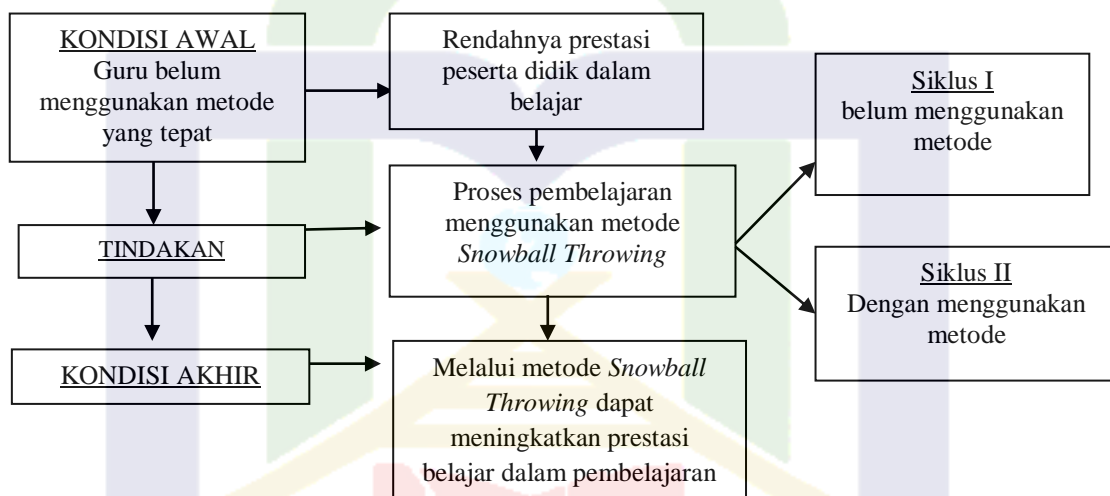 KONDISI AWAL
Guru belum
menggunakan metode
yang tepat
Rendahnya prestasi
peserta didik dalam
belajar
Siklus I
belum menggunakan
metode
Proses pembelajaran
menggunakan metode
Snowball Throwing
TINDAKAN
Siklus II
Dengan menggunakan
metode
KONDISI AKHIR
Melalui metode Snowball
Throwing dapat
meningkatkan prestasi
belajar dalam pembelajaran